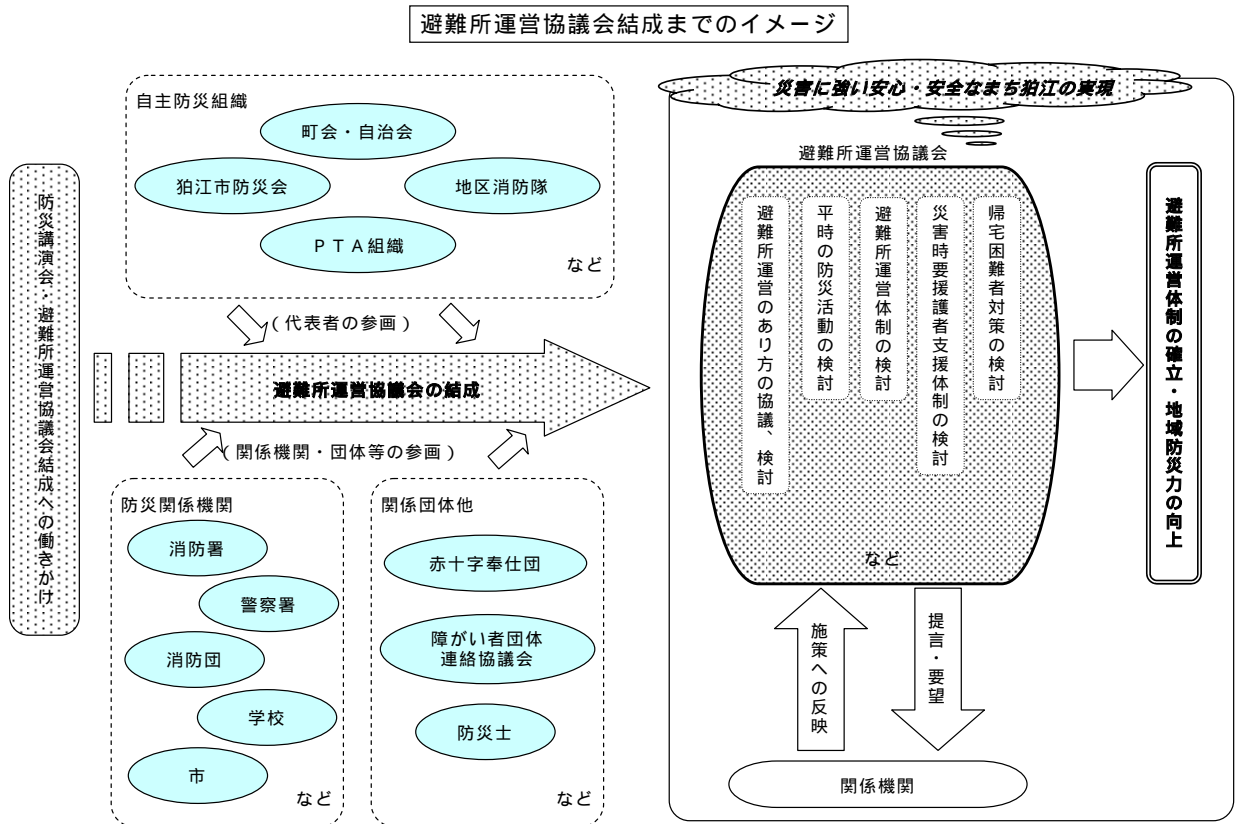 避難所運営協議会結成までのイメージ
防災講演会・避難所運営協議会結成への働きかけ
自主防災組織
町会・自治会
狛江市防災会
地区消防隊
PTA組織
など
(代表者の参画)
避難所運営協議会の結成
(関係機関・団体等の参画)
防災関係機関
消防署
警察署
消防団
学校
市
など
関係団体他
赤十字奉仕団
障がい者団体
連絡協議会
防災士
など
災害に強い安心・安全なまち狛江の実現
避難所運営協議会
避難所運営のあり方の協議、検討
平時の防災活動の検討
避難所運営体制の検討
災害時要援護者支援体制の検討
帰宅困難者対策の検討
など
施策への反映
提言・要望
関係機関
避難所運営体制の確立・地域防災力の向上